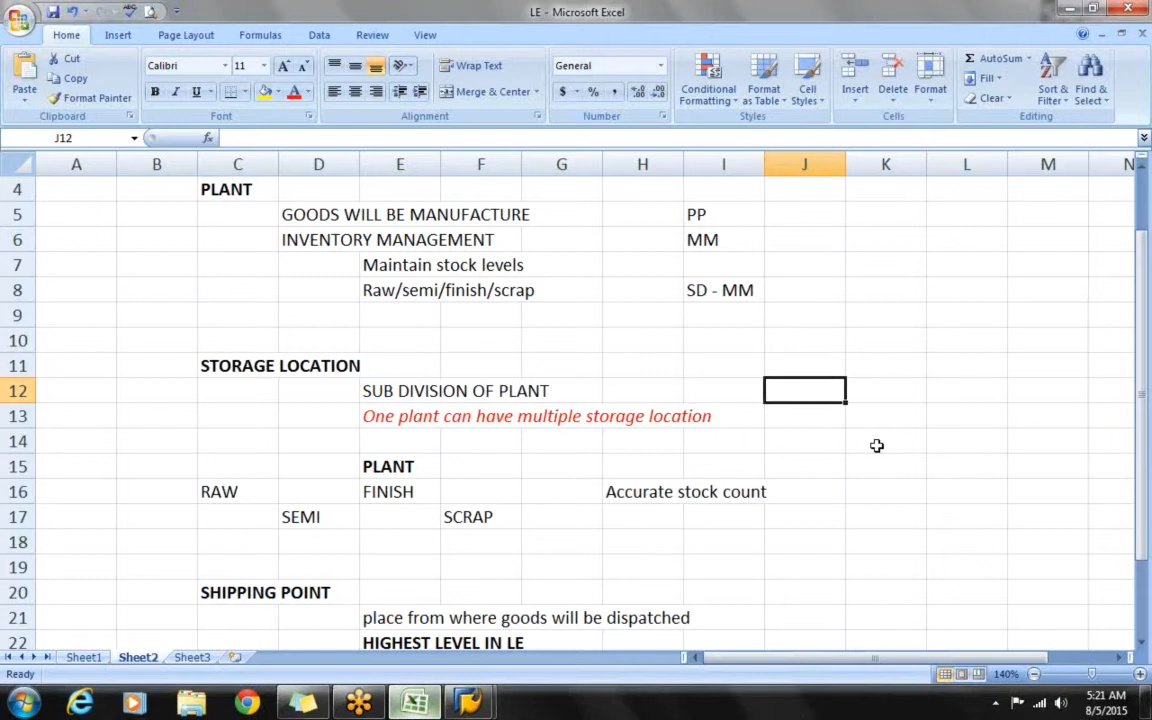 LE - Microsoft Excel
Home Insert Page Layout Formulas Data Review View
Paste Cut Copy Format Painter
Clipboard
Calibri 11 A A
B I U A
Font
Wrap Text
Merge & Center
Alignment
General
$ % ,
Number
Conditional Formatting Format as Table Cell Styles
Styles
Insert Delete Format
Cells
Σ AutoSum
Fill
Clear
Sort & Filter Find & Select
Editing
J12 fx
A B C D E F G H I J K L M N
4 PLANT
5 GOODS WILL BE MANUFACTURE PP
6 INVENTORY MANAGEMENT MM
7 Maintain stock levels
8 Raw/semi/finish/scrap SD - MM
9
10
11 STORAGE LOCATION
12 SUB DIVISION OF PLANT
13 One plant can have multiple storage location
14
15 PLANT
16 RAW FINISH Accurate stock count
17 SEMI SCRAP
18
19
20 SHIPPING POINT
21 place from where goods will be dispatched
22 HIGHEST LEVEL IN LE
Sheet1 Sheet2 Sheet3
Ready 140%
5:21 AM
8/5/2015